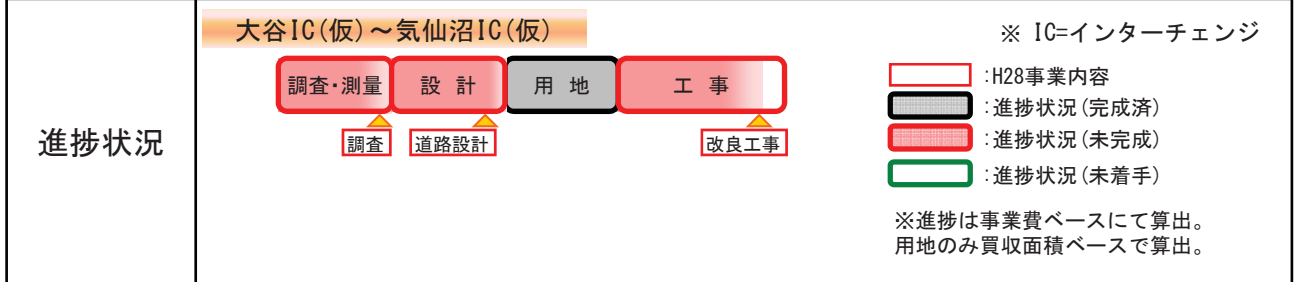 進捗状況
大谷IC(仮)～気仙沼IC(仮)
※ IC=インターチェンジ
調査・測量
設 計
用 地
工 事
調査
道路設計
改良工事
:H28事業内容
:進捗状況(完成済)
:進捗状況(未完成)
:進捗状況(未着手)
※進捗は事業費ベースにて算出。
用地のみ買収面積ベースで算出。